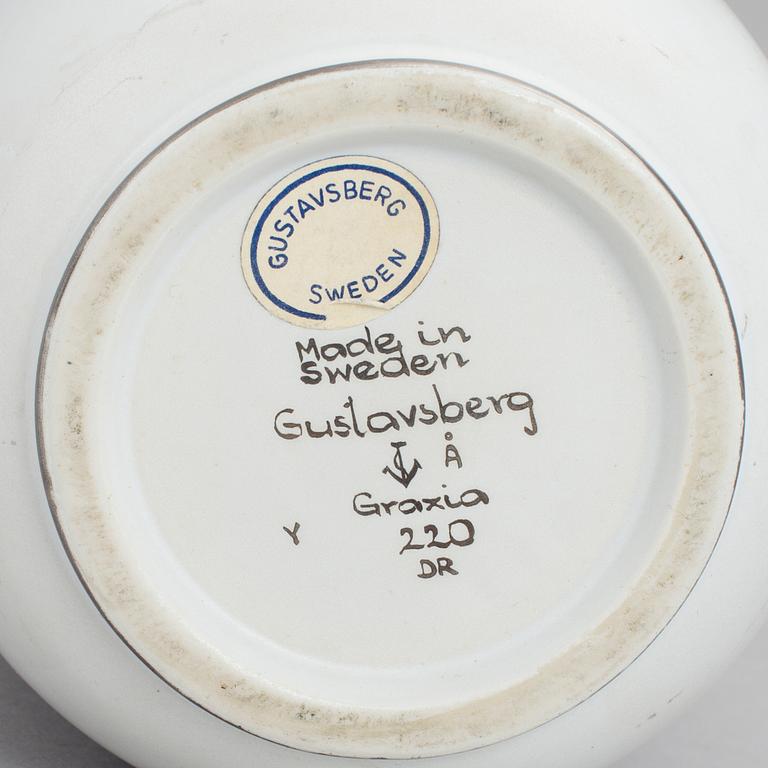 GUSTAVSBERG
SWEDEN
Made in
Sweden
Gustavsberg
Å
Graxia
Y 220
DR